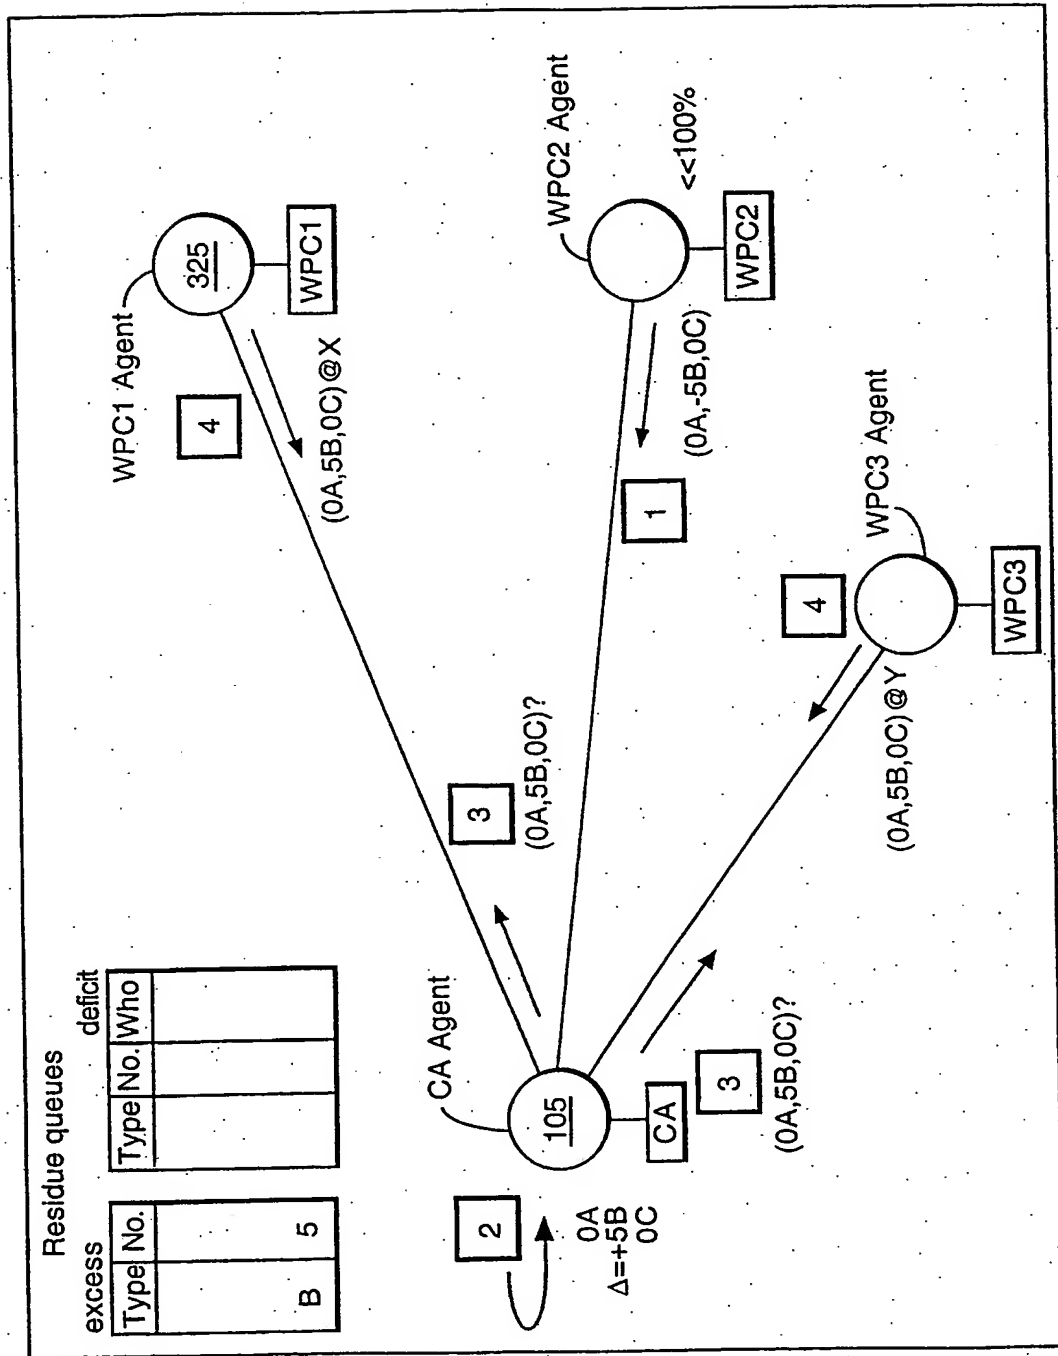 Residue queues
excess
deficit
Type No.
B 5
Type No. Who
2
0A
Δ=+5B
0C
CA Agent
105
CA
3
(0A,5B,0C)?
3
(0A,5B,0C)?
WPC1 Agent
325
WPC1
4
(0A,5B,0C)@X
WPC2 Agent
<<100%
WPC2
1
(0A,-5B,0C)
WPC3 Agent
4
WPC3
(0A,5B,0C)@Y